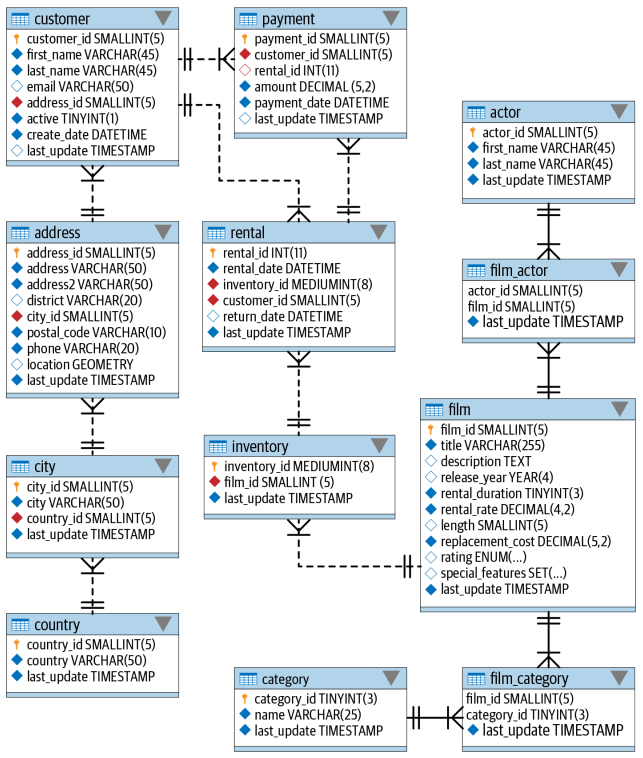 customer
customer_id SMALLINT(5)
first_name VARCHAR(45)
last_name VARCHAR(45)
email VARCHAR(50)
address_id SMALLINT(5)
active TINYINT(1)
create_date DATETIME
last_update TIMESTAMP
payment
payment_id SMALLINT(5)
customer_id SMALLINT(5)
rental_id INT(11)
amount DECIMAL (5,2)
payment_date DATETIME
last_update TIMESTAMP
actor
actor_id SMALLINT(5)
first_name VARCHAR(45)
last_name VARCHAR(45)
last_update TIMESTAMP
address
address_id SMALLINT(5)
address VARCHAR(50)
address2 VARCHAR(50)
district VARCHAR(20)
city_id SMALLINT(5)
postal_code VARCHAR(10)
phone VARCHAR(20)
location GEOMETRY
last_update TIMESTAMP
rental
rental_id INT(11)
rental_date DATETIME
inventory_id MEDIUMINT(8)
customer_id SMALLINT(5)
return_date DATETIME
last_update TIMESTAMP
film_actor
actor_id SMALLINT(5)
film_id SMALLINT(5)
last_update TIMESTAMP
film
film_id SMALLINT(5)
title VARCHAR(255)
description TEXT
release_year YEAR(4)
rental_duration TINYINT(3)
rental_rate DECIMAL(4,2)
length SMALLINT(5)
replacement_cost DECIMAL(5,2)
rating ENUM(...)
special_features SET(...)
last_update TIMESTAMP
city
city_id SMALLINT(5)
city VARCHAR(50)
country_id SMALLINT(5)
last_update TIMESTAMP
inventory
inventory_id MEDIUMINT(8)
film_id SMALLINT (5)
last_update TIMESTAMP
country
country_id SMALLINT(5)
country VARCHAR(50)
last_update TIMESTAMP
category
category_id TINYINT(3)
name VARCHAR(25)
last_update TIMESTAMP
film_category
film_id SMALLINT(5)
category_id TINYINT(3)
last_update TIMESTAMP